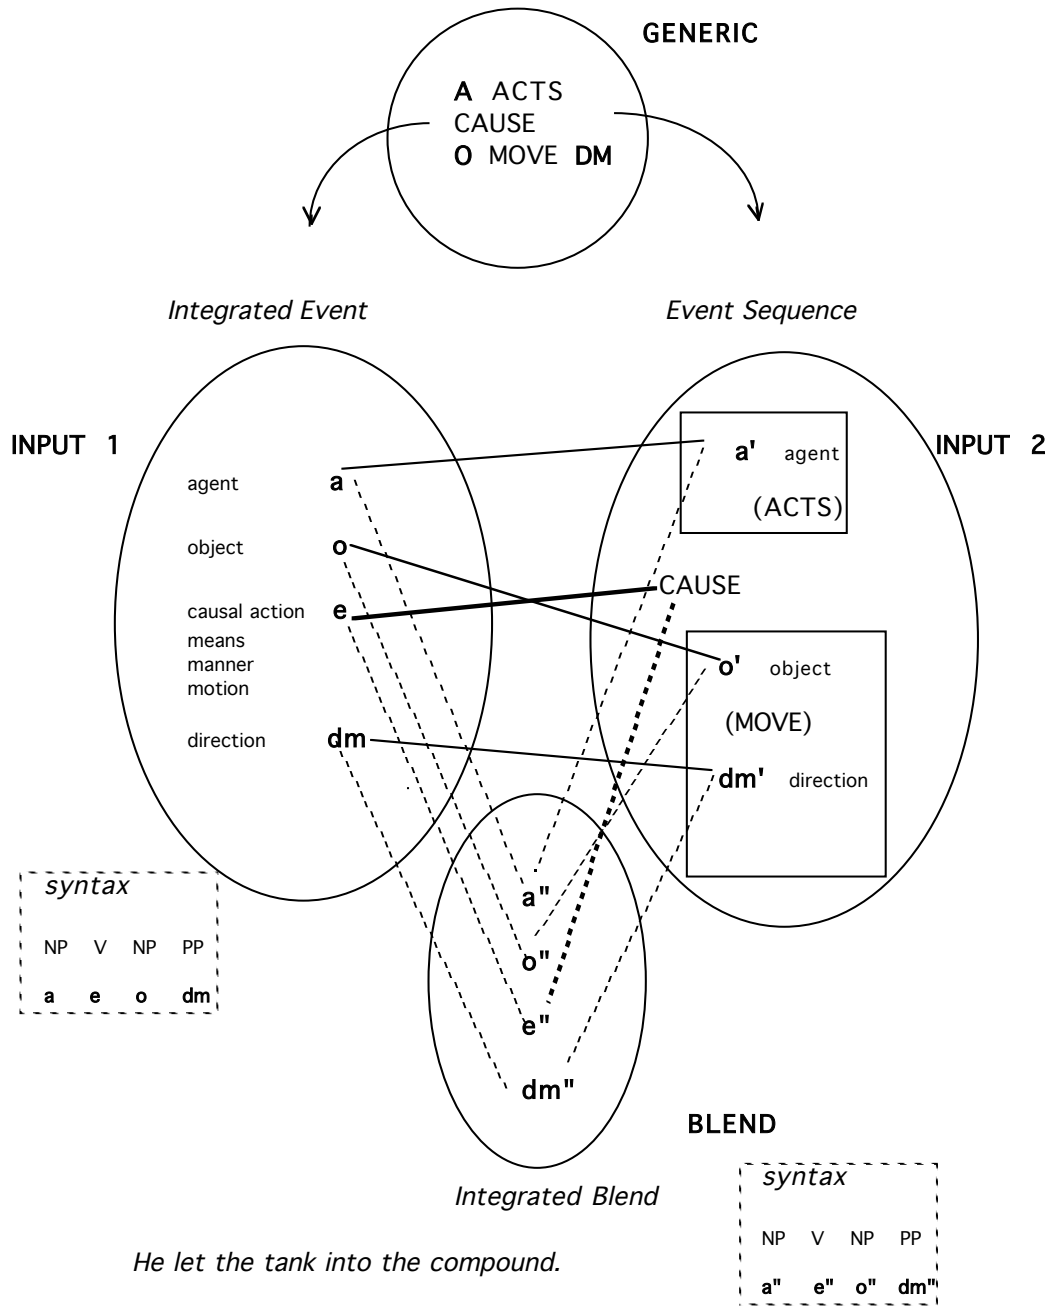 GENERIC
A ACTS
CAUSE
O MOVE DM
Integrated Event
Event Sequence
INPUT 1
INPUT 2
agent a
object o
causal action e
means
manner
motion
direction dm
a' agent
(ACTS)
CAUSE
o' object
(MOVE)
dm' direction
syntax
NP V NP PP
a e o dm
a"
o"
e"
dm"
BLEND
Integrated Blend
syntax
NP V NP PP
a" e" o" dm"
He let the tank into the compound.